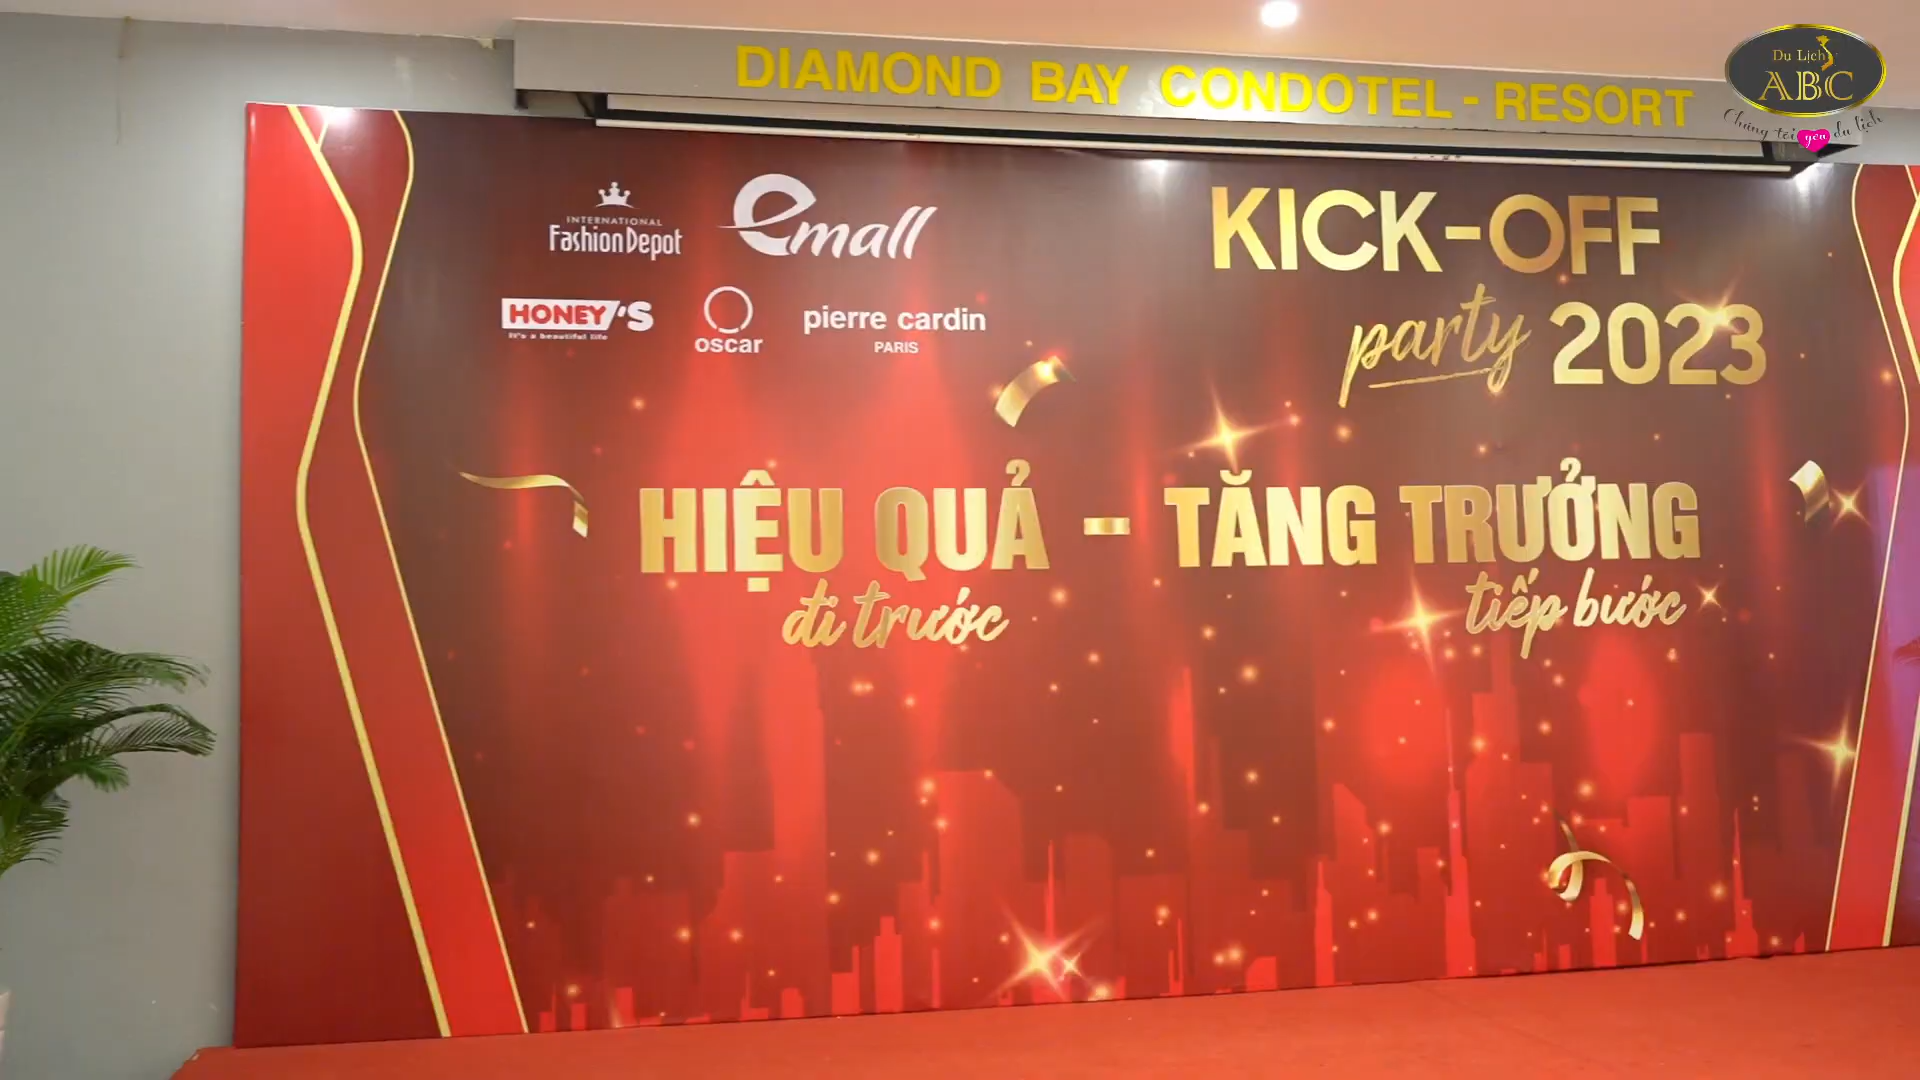 DIAMOND BAY CONDOTEL - RESORT
Du Lịch
ABC
Chúng tôi yêu du lịch
INTERNATIONAL
Fashion Depot
emall
HONEY'S
It's a beautiful life
oscar
pierre cardin
PARIS
KICK-OFF
party 2023
HIỆU QUẢ - TĂNG TRƯỞNG
đi trước tiếp bước